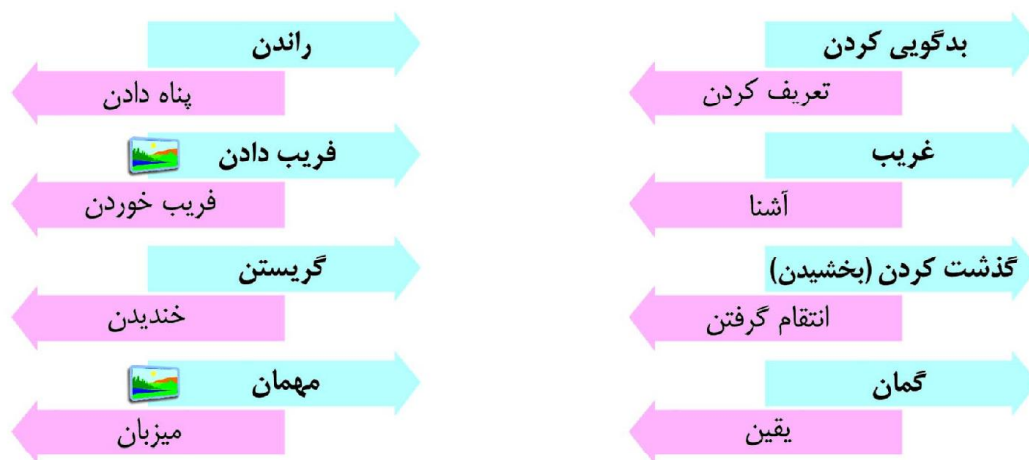 بدگویی کردن
تعریف کردن
غریب
آشنا
گذشت کردن (بخشیدن)
انتقام گرفتن
گمان
یقین
راندن
پناه دادن
فریب دادن
فریب خوردن
گریستن
خندیدن
مهمان
میزبان